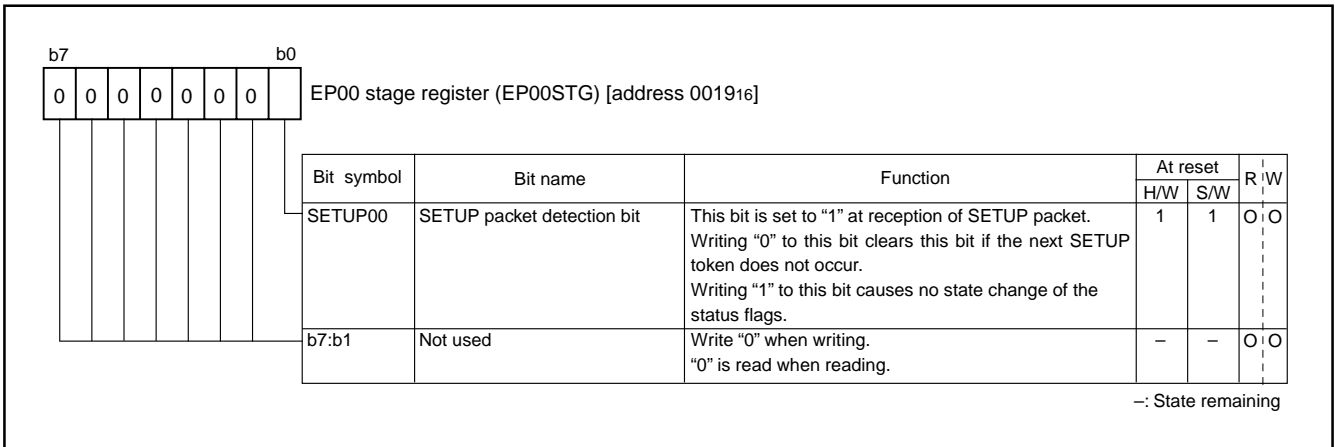 b7 b0
0 0 0 0 0 0 0 EP00 stage register (EP00STG) [address 001916]
Bit symbol Bit name Function At reset R W
H/W S/W
SETUP00 SETUP packet detection bit This bit is set to “1” at reception of SETUP packet. 1 1 O O
Writing “0” to this bit clears this bit if the next SETUP
token does not occur.
Writing “1” to this bit causes no state change of the
status flags.
b7:b1 Not used Write “0” when writing. – – O O
“0” is read when reading.
–: State remaining